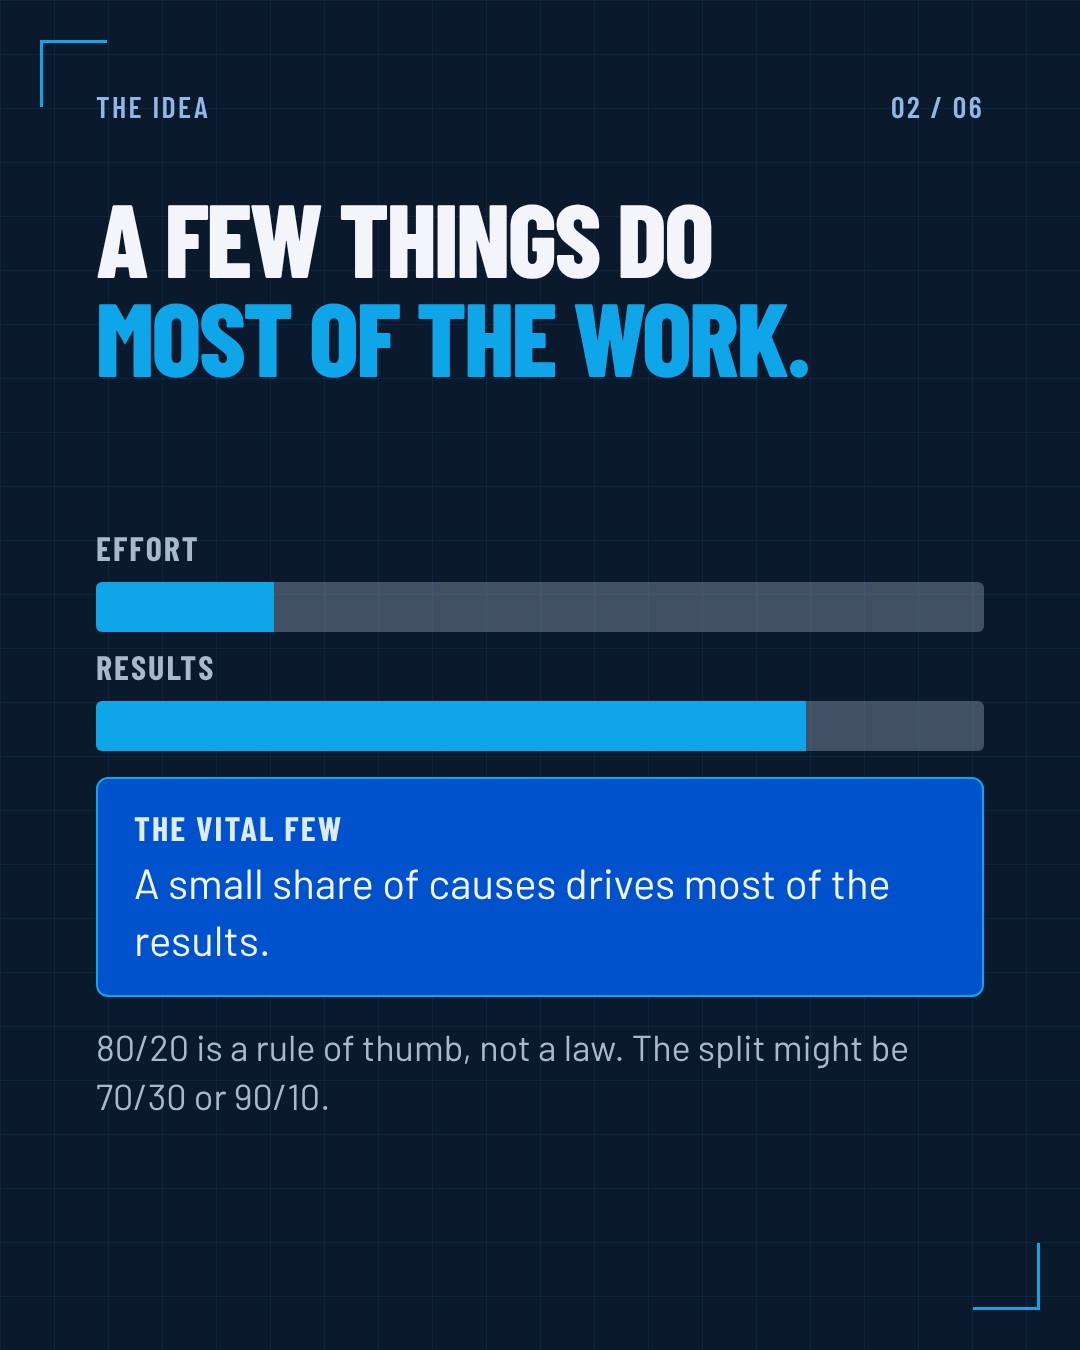 THE IDEA
02 / 06
A FEW THINGS DO
MOST OF THE WORK.
EFFORT
RESULTS
THE VITAL FEW
A small share of causes drives most of the
results.
80/20 is a rule of thumb, not a law. The split might be
70/30 or 90/10.